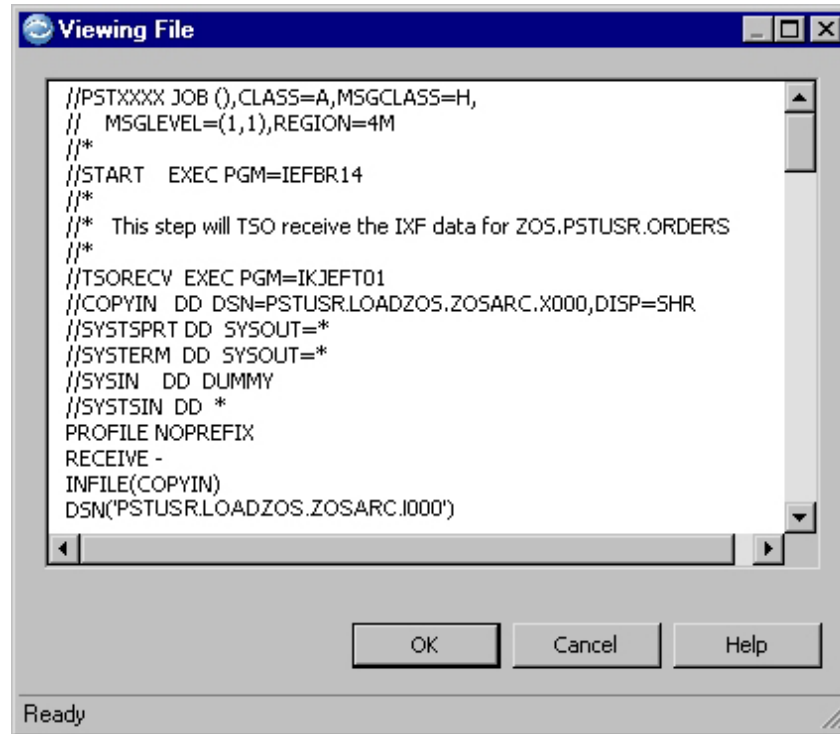 Viewing File
//PSTXXXX JOB (),CLASS=A,MSGCLASS=H,
//    MSGLEVEL=(1,1),REGION=4M
//*
//START    EXEC PGM=IEFBR14
//*
//*   This step will TSO receive the IXF data for ZOS.PSTUSR.ORDERS
//*
//TSORECV  EXEC PGM=IKJEFT01
//COPYIN   DD  DSN=PSTUSR.LOADZOS.ZOSARC.X000,DISP=SHR
//SYSTSPRT DD  SYSOUT=*
//SYSTERM  DD  SYSOUT=*
//SYSIN    DD  DUMMY
//SYSTSIN  DD  *
PROFILE NOPREFIX
RECEIVE -
INFILE(COPYIN)
DSN('PSTUSR.LOADZOS.ZOSARC.I000')
OK
Cancel
Help
Ready